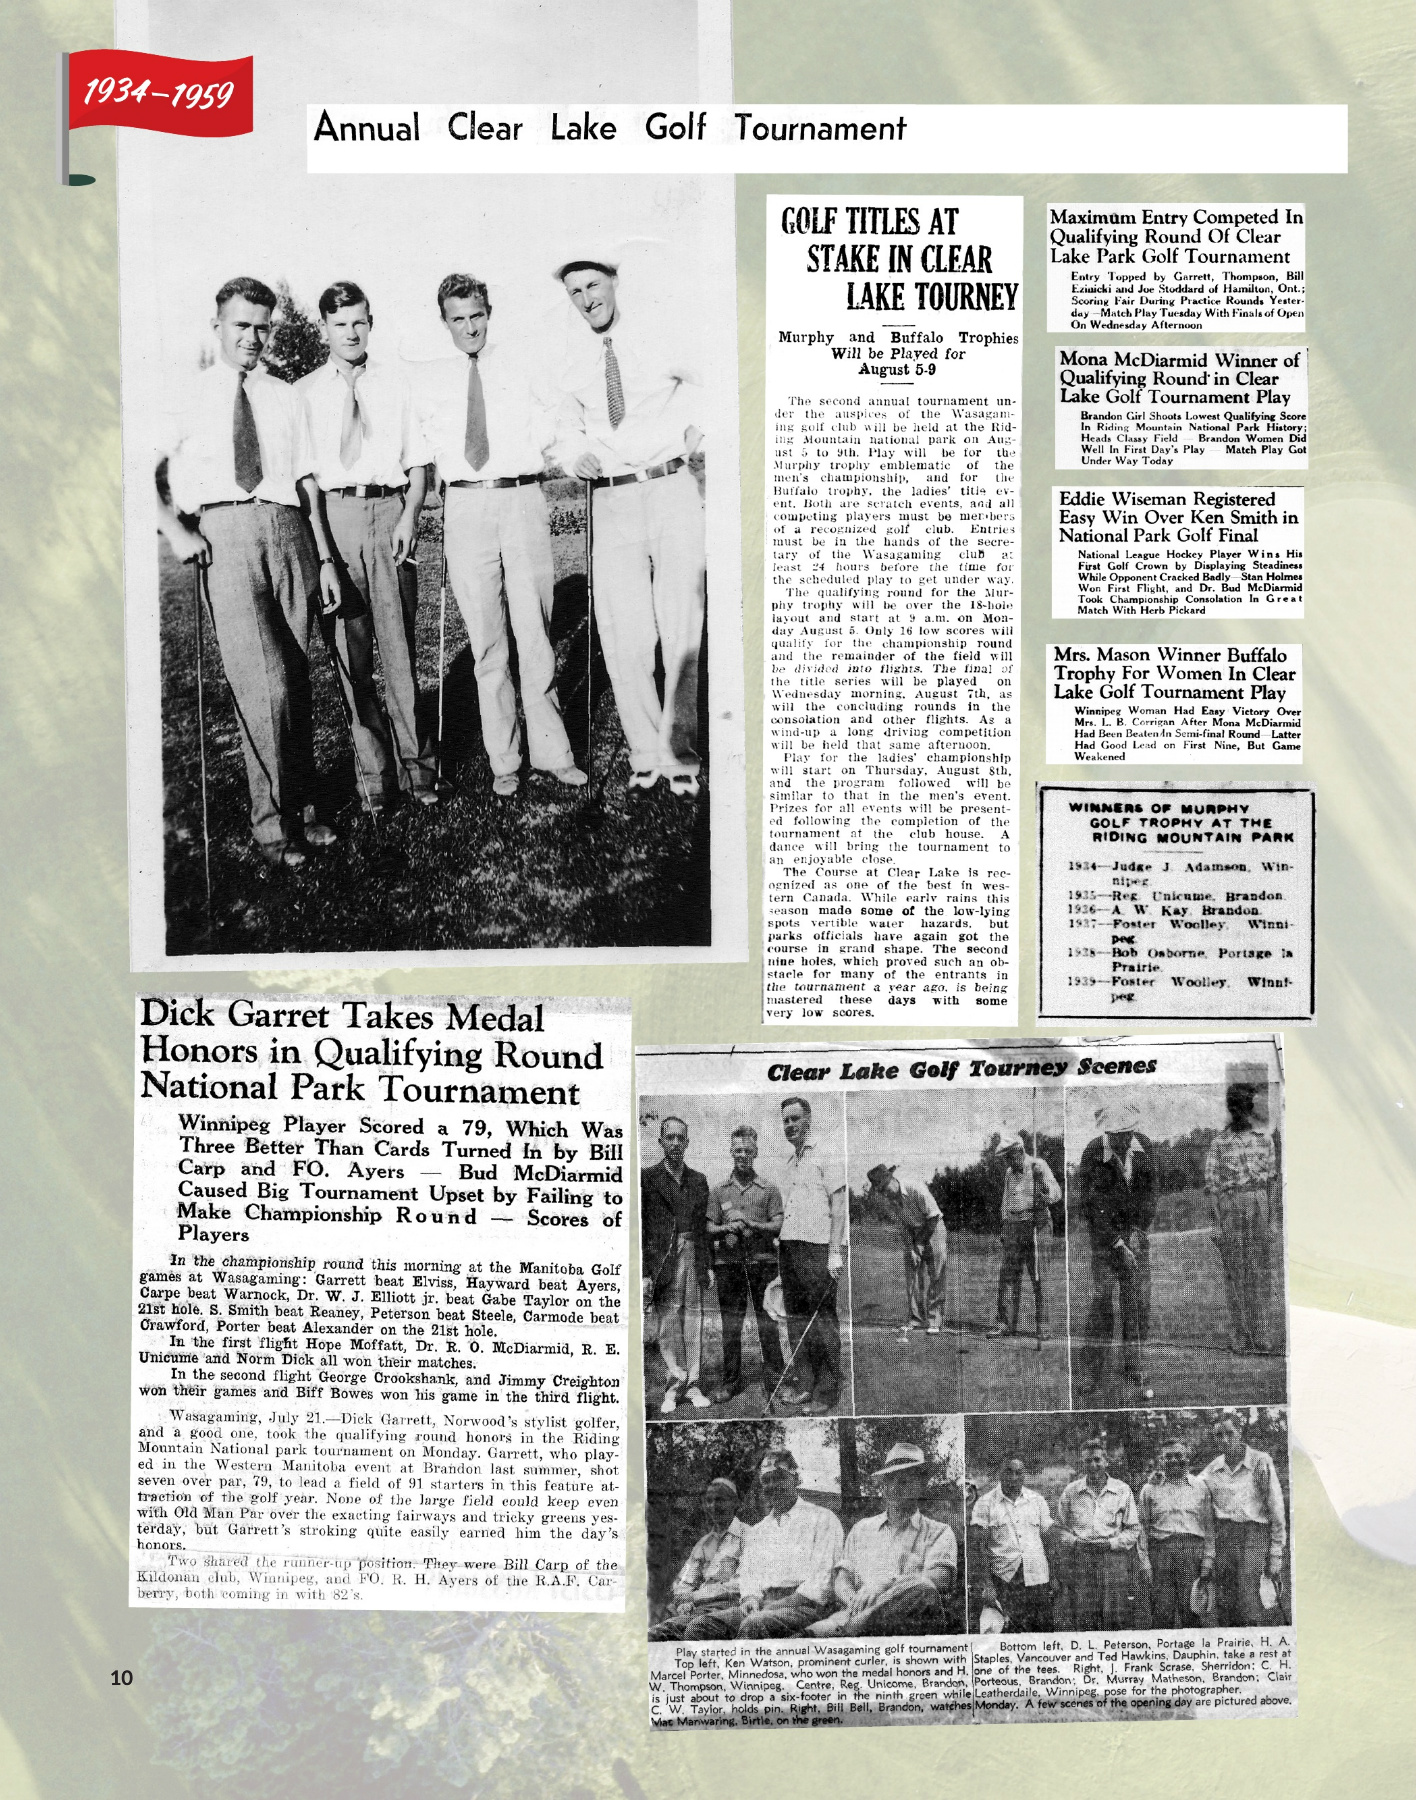 1934–1959
Annual Clear Lake Golf Tournament
GOLF TITLES AT
STAKE IN CLEAR
LAKE TOURNEY
Murphy and Buffalo Trophies
Will be Played for
August 5-9
The second annual tournament un-
der the auspices of the Wasagam-
ing golf club will be held at the Rid-
ing Mountain national park on Aug-
ust 5 to 9th. Play will be for the
Murphy trophy emblematic of the
men's championship, and for the
Buffalo trophy, the ladies' title ev-
ent. Both are scratch events, and all
competing players must be members
of a recognized golf club. Entries
must be in the hands of the secre-
tary of the Wasagaming club at
least 24 hours before the time for
the scheduled play to get under way.
The qualifying round for the Mur-
phy trophy will be over the 18-hole
layout and start at 9 a.m. on Mon-
day August 5. Only 16 low scores will
qualify for the championship round
and the remainder of the field will
be divided into flights. The final of
the title series will be played on
Wednesday morning, August 7th, as
will the concluding rounds in the
consolation and other flights. As a
wind-up a long driving competition
will be held that same afternoon.
Play for the ladies' championship
will start on Thursday, August 8th,
and the program followed will be
similar to that in the men's event.
Prizes for all events will be present-
ed following the completion of the
tournament at the club house. A
dance will bring the tournament to
an enjoyable close.
The Course at Clear Lake is rec-
ognized as one of the best in wes-
tern Canada. While early rains this
season made some of the low-lying
spots vertible water hazards, but
parks officials have again got the
course in grand shape. The second
nine holes, which proved such an ob-
stacle for many of the entrants in
the tournament a year ago, is being
mastered these days with some
very low scores.
Maximum Entry Competed In
Qualifying Round Of Clear
Lake Park Golf Tournament
Entry Topped by Garrett, Thompson, Bill
Ezinicki and Joe Stoddard of Hamilton, Ont.;
Scoring Fair During Practice Rounds Yester-
day—Match Play Tuesday With Finals of Open
On Wednesday Afternoon
Mona McDiarmid Winner of
Qualifying Round in Clear
Lake Golf Tournament Play
Brandon Girl Shoots Lowest Qualifying Score
In Riding Mountain National Park History;
Heads Classy Field — Brandon Women Did
Well In First Day's Play — Match Play Got
Under Way Today
Eddie Wiseman Registered
Easy Win Over Ken Smith in
National Park Golf Final
National League Hockey Player Wins His
First Golf Crown by Displaying Steadiness
While Opponent Cracked Badly—Stan Holmes
Won First Flight, and Dr. Bud McDiarmid
Took Championship Consolation In Great
Match With Herb Pickard
Mrs. Mason Winner Buffalo
Trophy For Women In Clear
Lake Golf Tournament Play
Winnipeg Woman Had Easy Victory Over
Mrs. L. B. Corrigan After Mona McDiarmid
Had Been Beaten In Semi-final Round—Latter
Had Good Lead on First Nine, But Game
Weakened
WINNERS OF MURPHY
GOLF TROPHY AT THE
RIDING MOUNTAIN PARK
1934—Judge J. Adamson, Win-
nipeg.
1935—Reg. Unicume, Brandon.
1936—A. W. Kay, Brandon.
1937—Foster Woolley, Winni-
peg.
1938—Bob Osborne, Portage la
Prairie.
1939—Foster Woolley, Winni-
peg.
Dick Garret Takes Medal
Honors in Qualifying Round
National Park Tournament
Winnipeg Player Scored a 79, Which Was
Three Better Than Cards Turned In by Bill
Carp and FO. Ayers — Bud McDiarmid
Caused Big Tournament Upset by Failing to
Make Championship Round — Scores of
Players
In the championship round this morning at the Manitoba Golf
games at Wasagaming: Garrett beat Elviss, Hayward beat Ayers,
Carpe beat Warnock, Dr. W. J. Elliott jr. beat Gabe Taylor on the
21st hole. S. Smith beat Reaney, Peterson beat Steele, Carmode beat
Crawford, Porter beat Alexander on the 21st hole.
In the first flight Hope Moffatt, Dr. R. O. McDiarmid, R. E.
Unicume and Norm Dick all won their matches.
In the second flight George Crookshank, and Jimmy Creighton
won their games and Biff Bowes won his game in the third flight.
Wasagaming, July 21.—Dick Garrett, Norwood's stylist golfer,
and a good one, took the qualifying round honors in the Riding
Mountain National park tournament on Monday. Garrett, who play-
ed in the Western Manitoba event at Brandon last summer, shot
seven over par, 79, to lead a field of 91 starters in this feature at-
traction of the golf year. None of the large field could keep even
with Old Man Par over the exacting fairways and tricky greens yes-
terday, but Garrett's stroking quite easily earned him the day's
honors.
Two shared the runner-up position. They were Bill Carp of the
Kildonan club, Winnipeg, and FO. R. H. Ayers of the R.A.F. Car-
berry, both coming in with 82's.
Clear Lake Golf Tourney Scenes
Play started in the annual Wasagaming golf tournament
Top left, Ken Watson, prominent curler, is shown with
Marcel Porter, Minnedosa, who won the medal honors and H.
W. Thompson, Winnipeg. Centre, Reg. Unicome, Brandon,
is just about to drop a six-footer in the ninth green while
C. W. Taylor, holds pin. Right, Bill Bell, Brandon, watches
Mac Manwaring, Birtle, on the green.
Bottom left, D. L. Peterson, Portage la Prairie, H. A.
Staples, Vancouver and Ted Hawkins, Dauphin, take a rest at
one of the tees. Right, J. Frank Scrase, Sherridon; C. H.
Porteous, Brandon; Dr. Murray Matheson, Brandon; Clair
Leatherdaile, Winnipeg, pose for the photographer.
Monday. A few scenes of the opening day are pictured above.
10